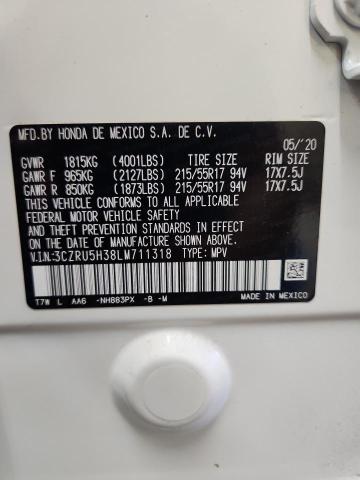 MFD.BY HONDA DE MEXICO S.A. DE C.V.
05/'20
GVWR 1815KG (4001LBS) TIRE SIZE RIM SIZE
GAWR F 965KG (2127LBS) 215/55R17 94V 17X7.5J
GAWR R 850KG (1873LBS) 215/55R17 94V 17X7.5J
THIS VEHICLE CONFORMS TO ALL APPLICABLE
FEDERAL MOTOR VEHICLE SAFETY AND
THEFT PREVENTION STANDARDS IN EFFECT ON
THE DATE OF MANUFACTURE SHOWN ABOVE.
V.I.N:3CZRU5H38LM711318 TYPE: MPV
T7W L AA6 -NH883PX -B -M
MADE IN MEXICO